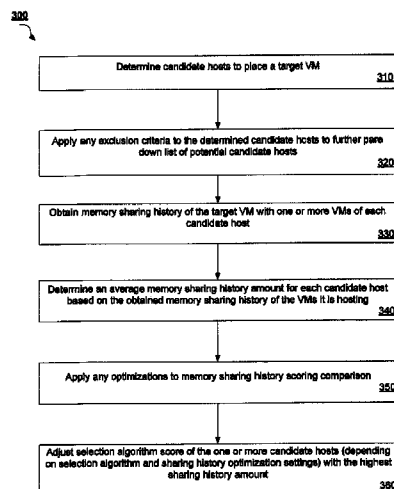 300
Determine candidate hosts to place a target VM
310
Apply any exclusion criteria to the determined candidate hosts to further pare
down list of potential candidate hosts
320
Obtain memory sharing history of the target VM with one or more VMs of each
candidate host
330
Determine an average memory sharing history amount for each candidate host
based on the obtained memory sharing history of the VMs it is hosting
340
Apply any optimizations to memory sharing history scoring comparison
350
Adjust selection algorithm score of the one or more candidate hosts (depending
on selection algorithm and sharing history optimization settings) with the highest
sharing history amount
360